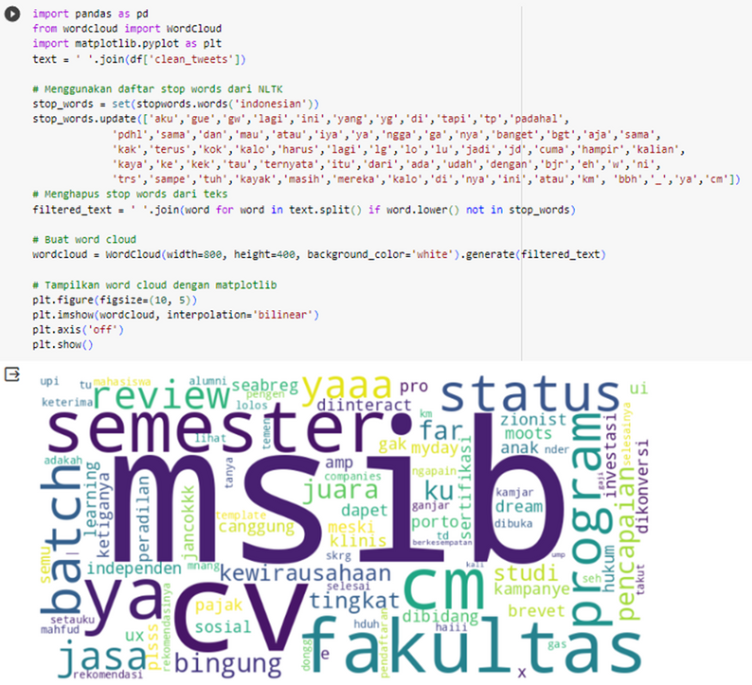 import pandas as pd
from wordcloud import WordCloud
import matplotlib.pyplot as plt
text = ' '.join(df['clean_tweets'])
# Menggunakan daftar stop words dari NLTK
stop_words = set(stopwords.words('indonesian'))
stop_words.update(['aku','gue','gw','lagi','ini','yang','yg','di','tapi','tp','padahal',
'pdhl','sama','dan','mau','atau','iya','ya','ngga','ga','nya','banget','bgt','aja','sama',
'kak','terus','kok','kalo','harus','lagi','lg','lo','lu','jadi','jd','cuma','hampir','kalian',
'kaya','ke','kek','tau','ternyata','itu','dari','ada','udah','dengan','bjr','eh','w','ni',
'trs','sampe','tuh','kayak','masih','mereka','kalo','di','nya','ini','atau','km', 'bbh','_','ya','cm'])
# Menghapus stop words dari teks
filtered_text = ' '.join(word for word in text.split() if word.lower() not in stop_words)
# Buat word cloud
wordcloud = WordCloud(width=800, height=400, background_color='white').generate(filtered_text)
# Tampilkan word cloud dengan matplotlib
plt.figure(figsize=(10, 5))
plt.imshow(wordcloud, interpolation='bilinear')
plt.axis('off')
plt.show()
upi
tu
mahasiswa
alumni
seabreg
yaaa
pro
status
ui
keterima
review
pengen
lolos
diinteract
semester
lihat
temen
km
far
zionist
moots
gak
myday
anak
nder
program
investasi
selesainya
adakah
batch
learning
ketiganya
peradilan
jancokkk
tanya
msib
amp
companies
juara
dapet
ngapain
ku
sertifikasi
kamjar
dream
dibuka
gaji
pencapaian
dikonversi
template
canggung
meski
klinis
ganjar
porto
td
berkesempatan
semu
independen
mnang
skrg
kewirausahaan
selesai
tingkat
kali
cm
ump
studi
kampanye
seh
hukum
takut
ya
cv
pajak
sosial
rekomendasinya
setauku
mahfud
ux
plsss
jasa
rekomendasi
bingung
dongg
e
hduh
pendaftaran
dibidang
haiii
brevet
fakultas
gas
x